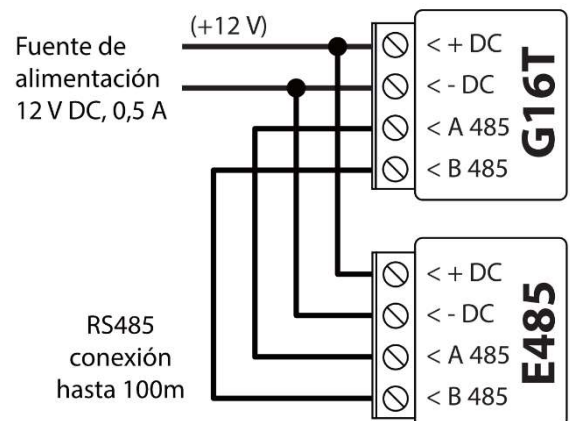 (+12 V)
Fuente de
alimentación
12 V DC, 0,5 A
< + DC
< - DC
< A 485
< B 485
G16T
RS485
conexión
hasta 100m
< + DC
< - DC
< A 485
< B 485
E485